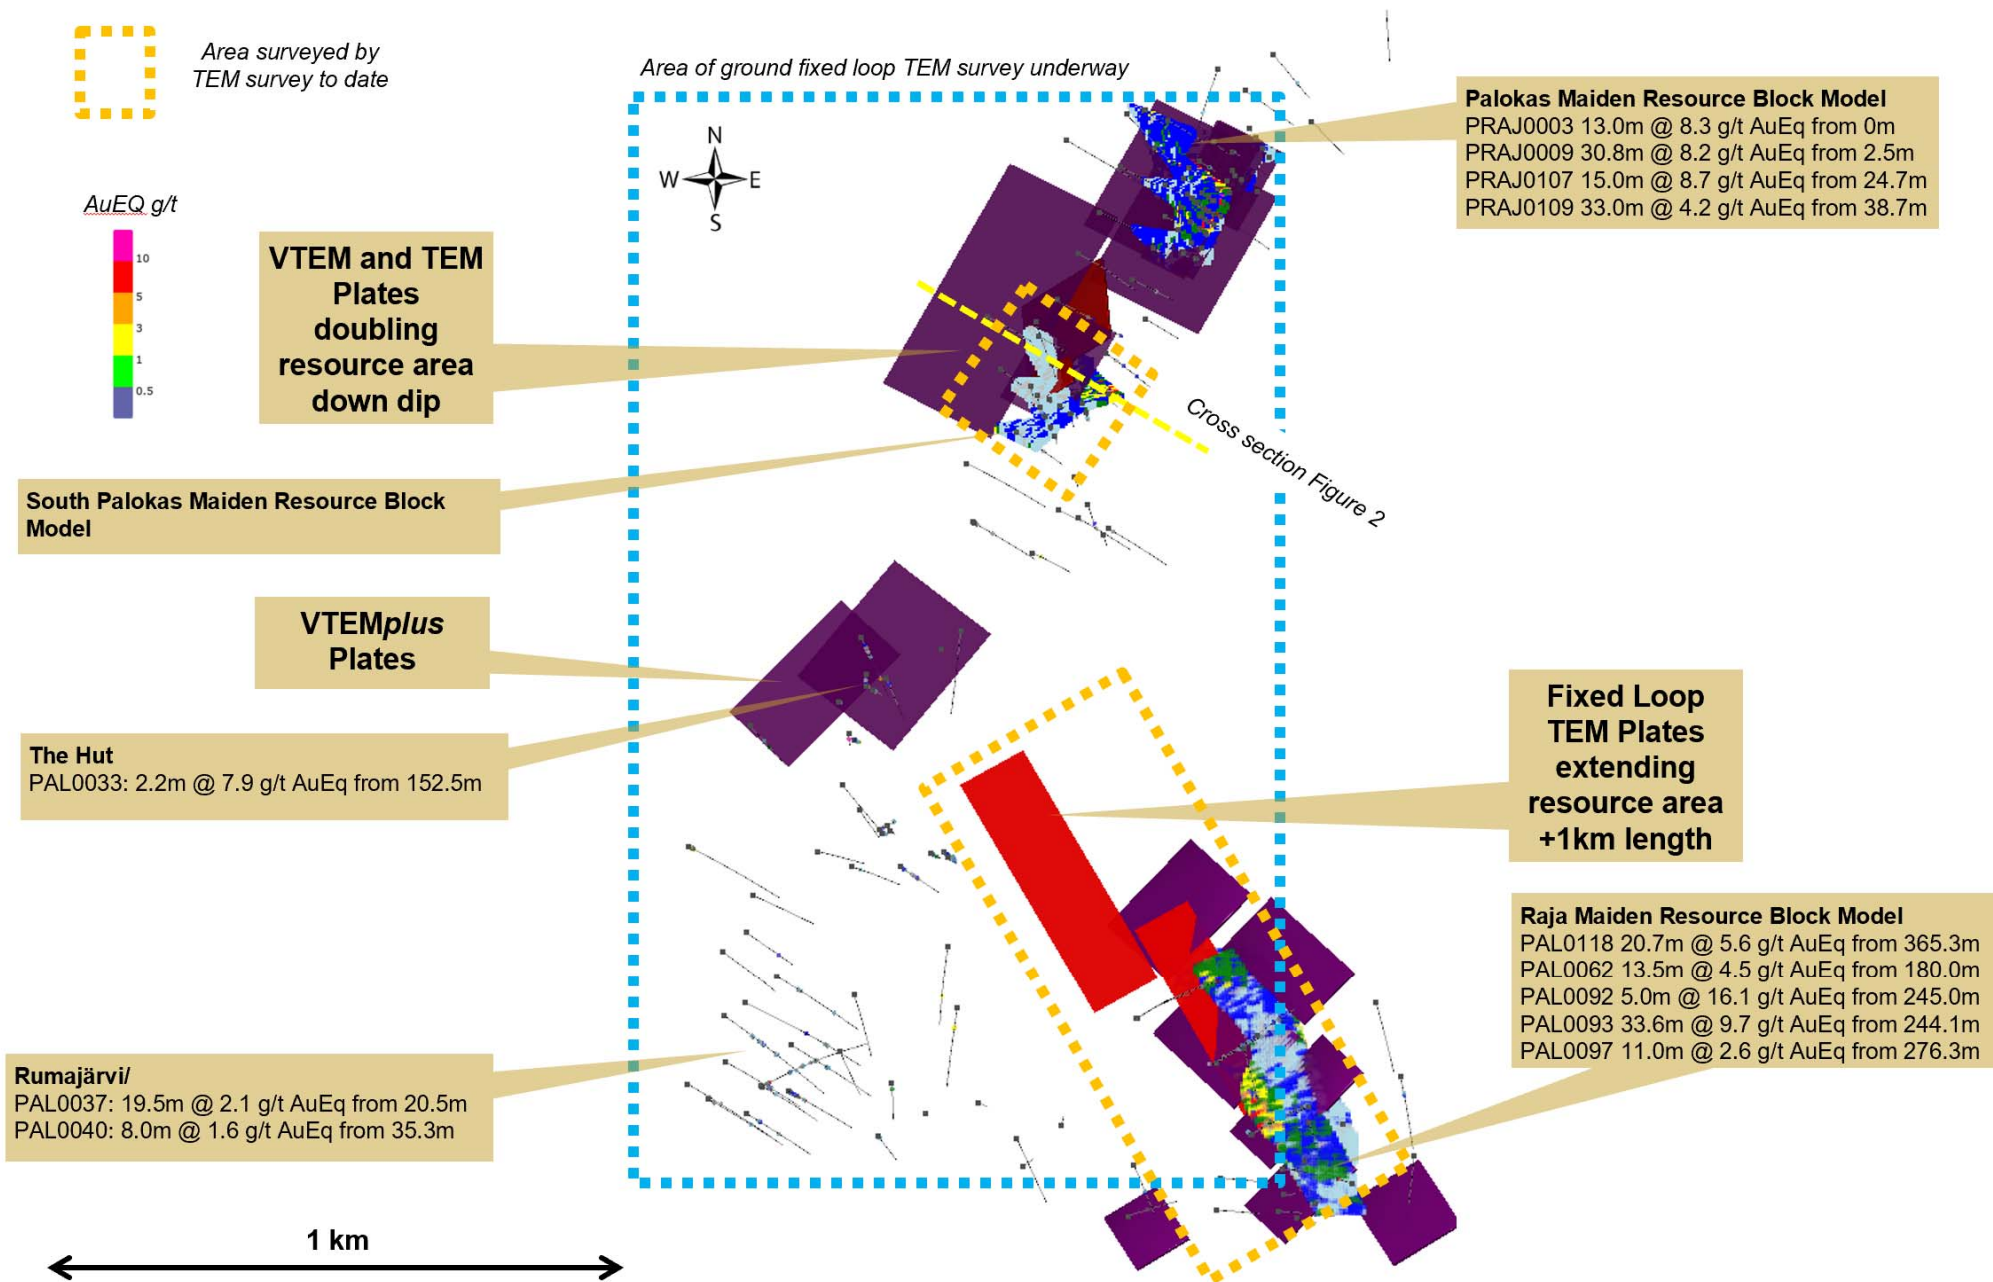 Area surveyed by
TEM survey to date
Area of ground fixed loop TEM survey underway
N
W
E
S
AuEQ g/t
10
5
3
1
0.5
VTEM and TEM
Plates
doubling
resource area
down dip
Palokas Maiden Resource Block Model
PRAJ0003 13.0m @ 8.3 g/t AuEq from 0m
PRAJ0009 30.8m @ 8.2 g/t AuEq from 2.5m
PRAJ0107 15.0m @ 8.7 g/t AuEq from 24.7m
PRAJ0109 33.0m @ 4.2 g/t AuEq from 38.7m
Cross section Figure 2
South Palokas Maiden Resource Block
Model
VTEMplus
Plates
The Hut
PAL0033: 2.2m @ 7.9 g/t AuEq from 152.5m
Fixed Loop
TEM Plates
extending
resource area
+1km length
Raja Maiden Resource Block Model
PAL0118 20.7m @ 5.6 g/t AuEq from 365.3m
PAL0062 13.5m @ 4.5 g/t AuEq from 180.0m
PAL0092 5.0m @ 16.1 g/t AuEq from 245.0m
PAL0093 33.6m @ 9.7 g/t AuEq from 244.1m
PAL0097 11.0m @ 2.6 g/t AuEq from 276.3m
Rumajärvi/
PAL0037: 19.5m @ 2.1 g/t AuEq from 20.5m
PAL0040: 8.0m @ 1.6 g/t AuEq from 35.3m
1 km